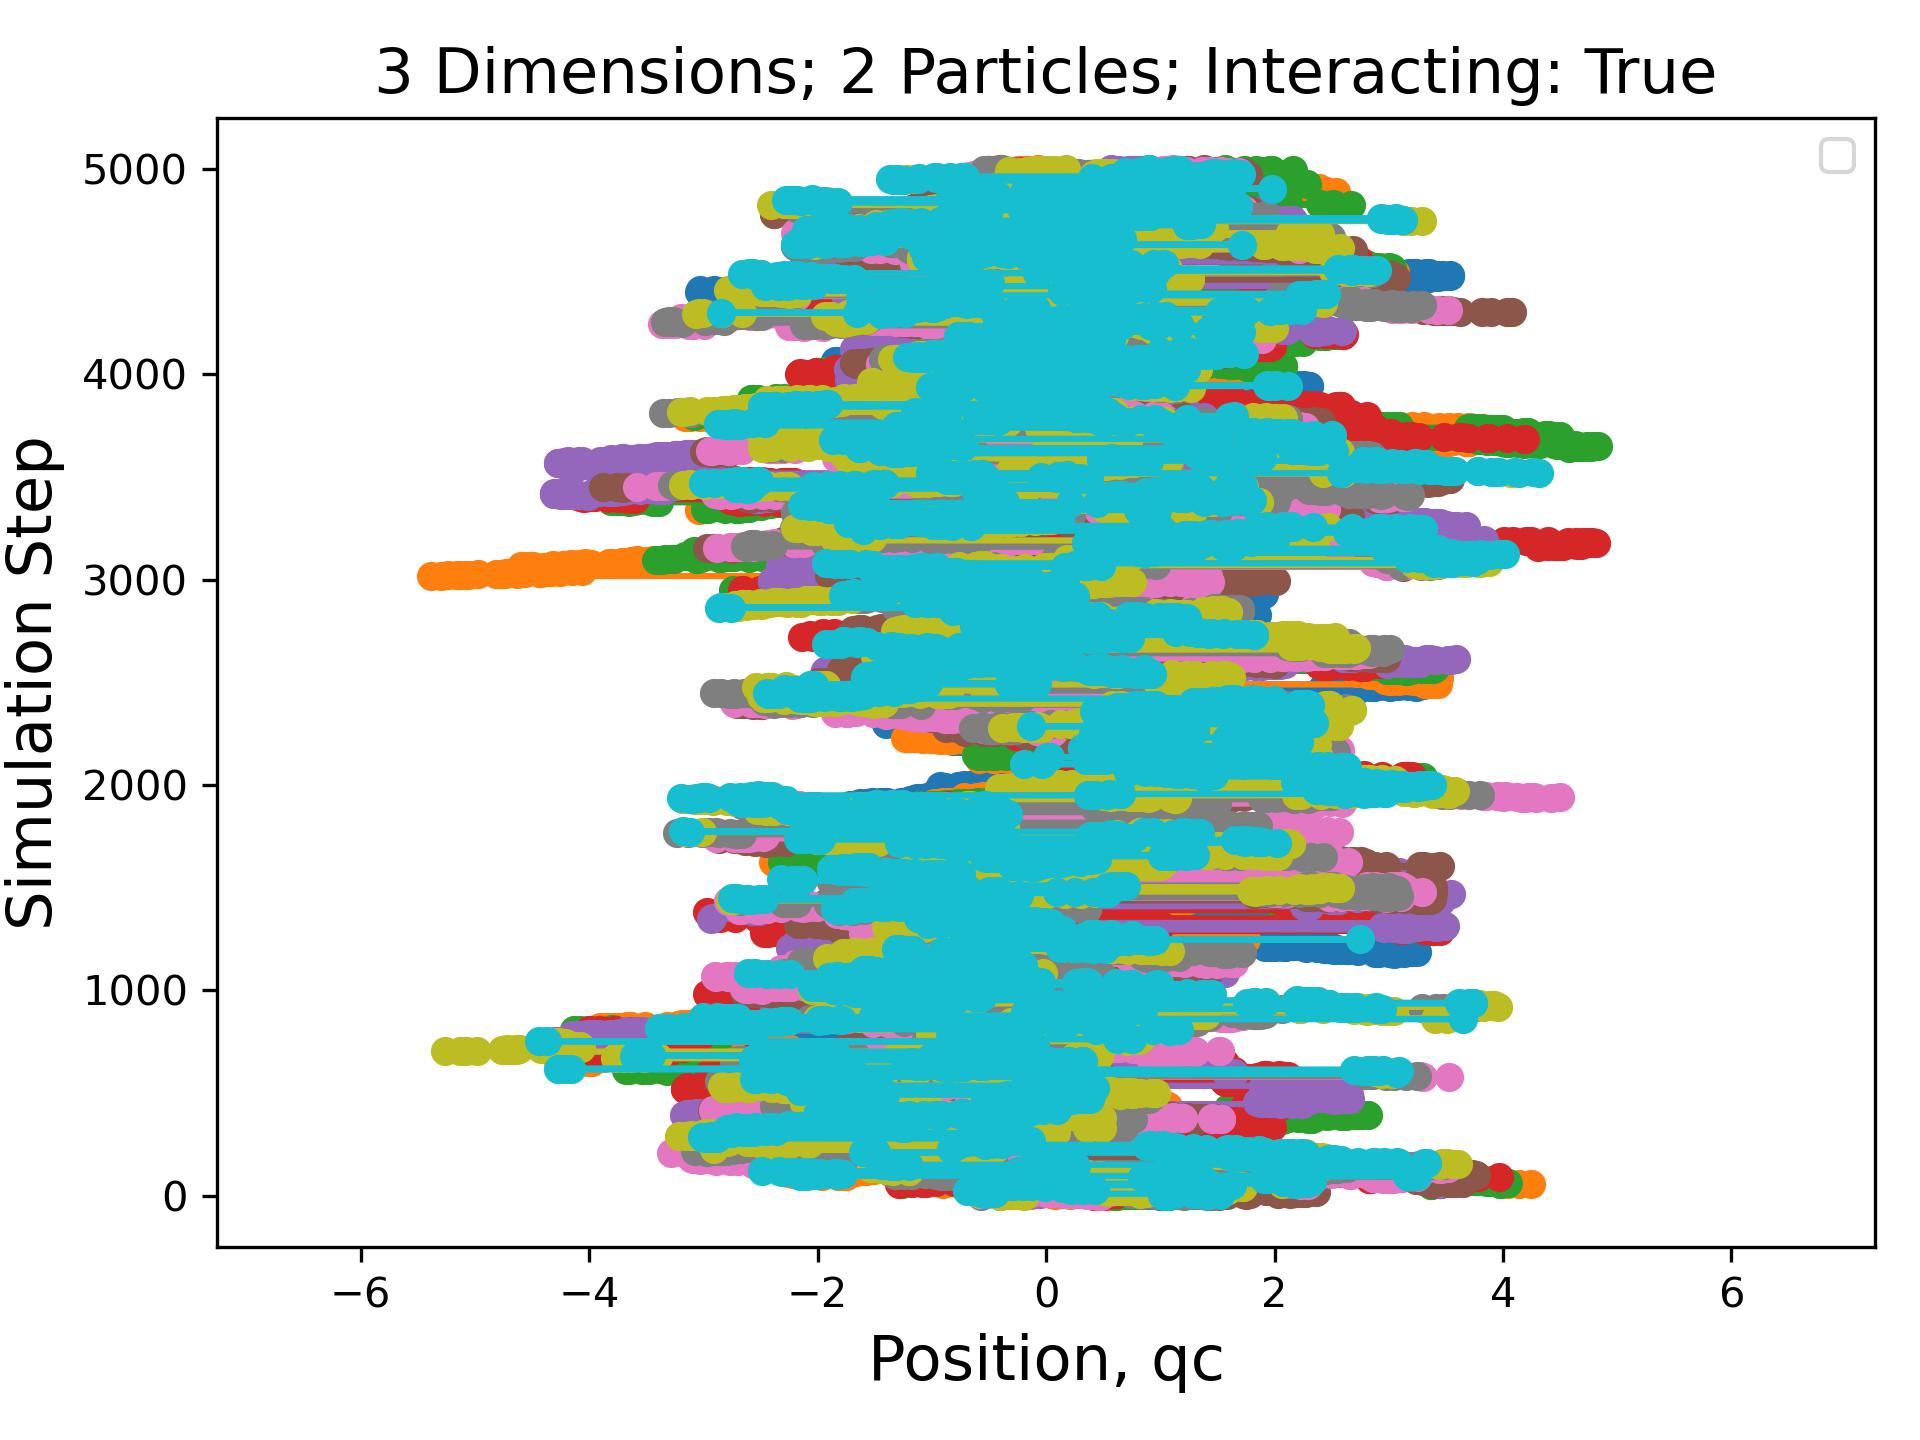 3 Dimensions; 2 Particles; Interacting: True
5000
4000
3000
2000
1000
0
Simulation Step
−6 −4 −2 0 2 4 6
Position, qc